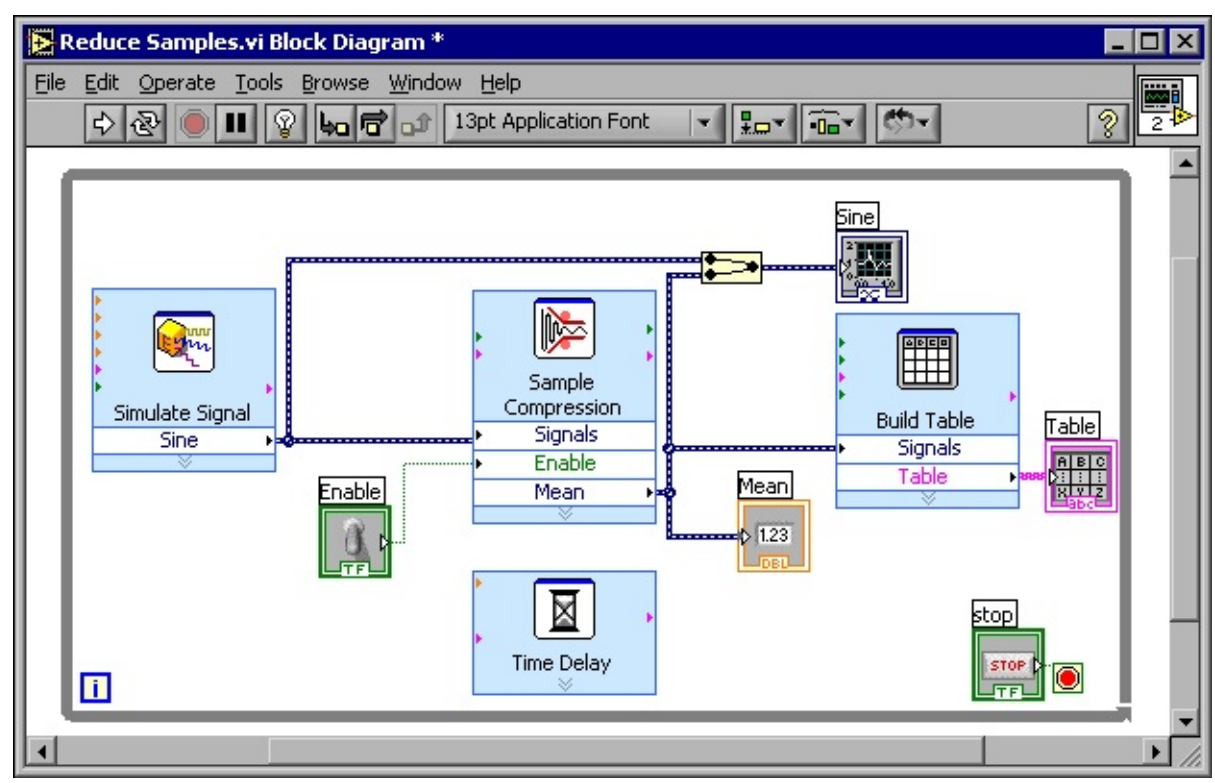 Reduce Samples.vi Block Diagram *
File Edit Operate Tools Browse Window Help
13pt Application Font
?
2
Sine
Simulate Signal
Sine
Sample
Compression
Signals
Enable
Mean
Build Table
Signals
Table
Table
A B C
X Y Z
abc
Enable
TF
Mean
1.23
DBL
Time Delay
stop
STOP
TF
i